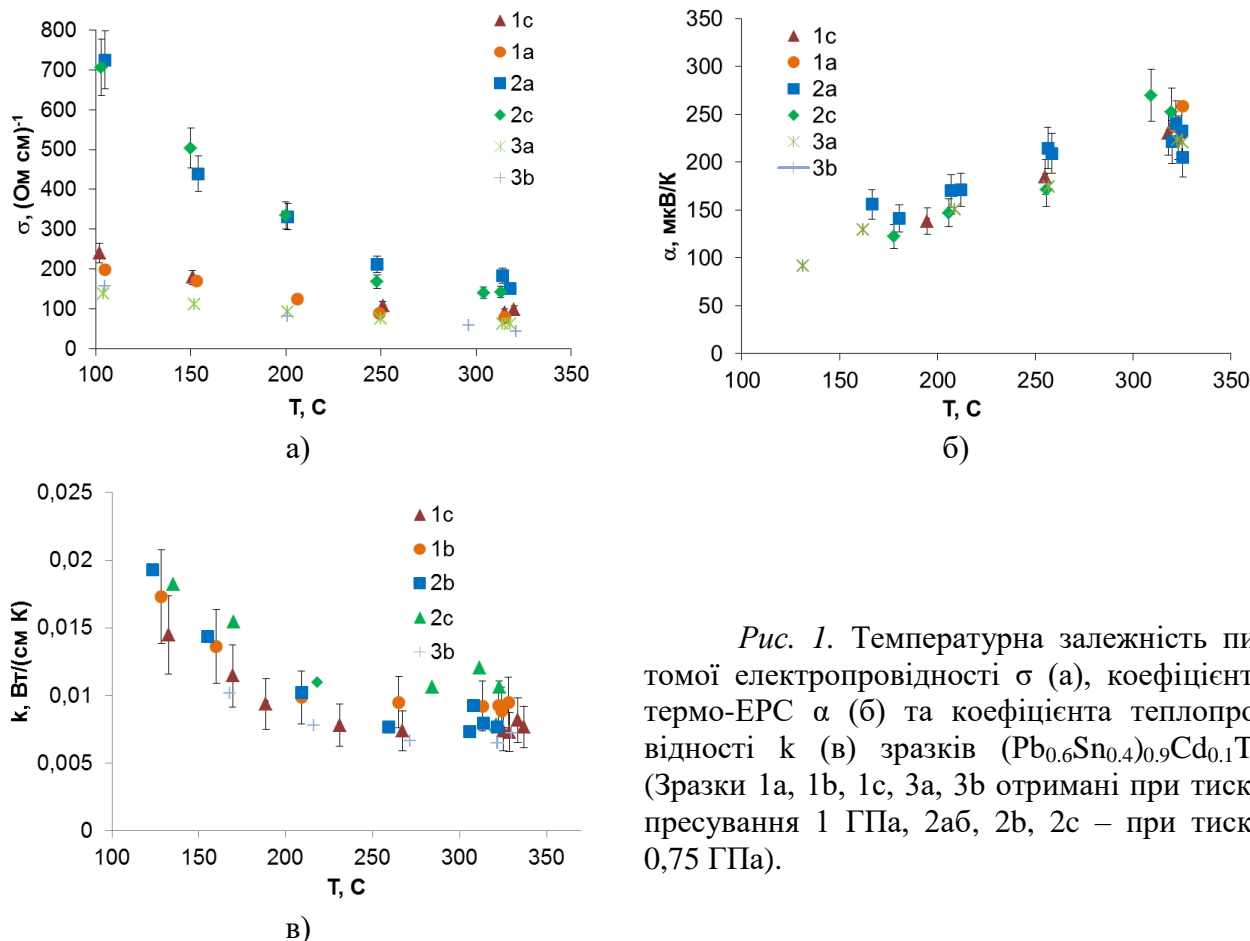 800
700
600
500
400
300
200
100
0
σ, (Ом см)-1
1c
1a
2a
2c
3a
3b
100 150 200 250 300 350
T, C
а)
350
300
250
200
150
100
50
0
α, мкВ/К
1c
1a
2a
2c
3a
3b
100 150 200 250 300 350
T, C
б)
0,025
0,02
0,015
0,01
0,005
0
k, Вт/(см К)
1c
1b
2b
2c
3b
100 150 200 250 300 350
T, C
в)
Рис. 1. Температурна залежність пи
томої електропровідності σ (а), коефіцієнт
термо-ЕРС α (б) та коефіцієнта теплопро
відності k (в) зразків (Pb0.6Sn0.4)0.9Cd0.1T
(Зразки 1a, 1b, 1c, 3a, 3b отримані при тиск
пресування 1 ГПа, 2аб, 2b, 2c – при тиск
0,75 ГПа).